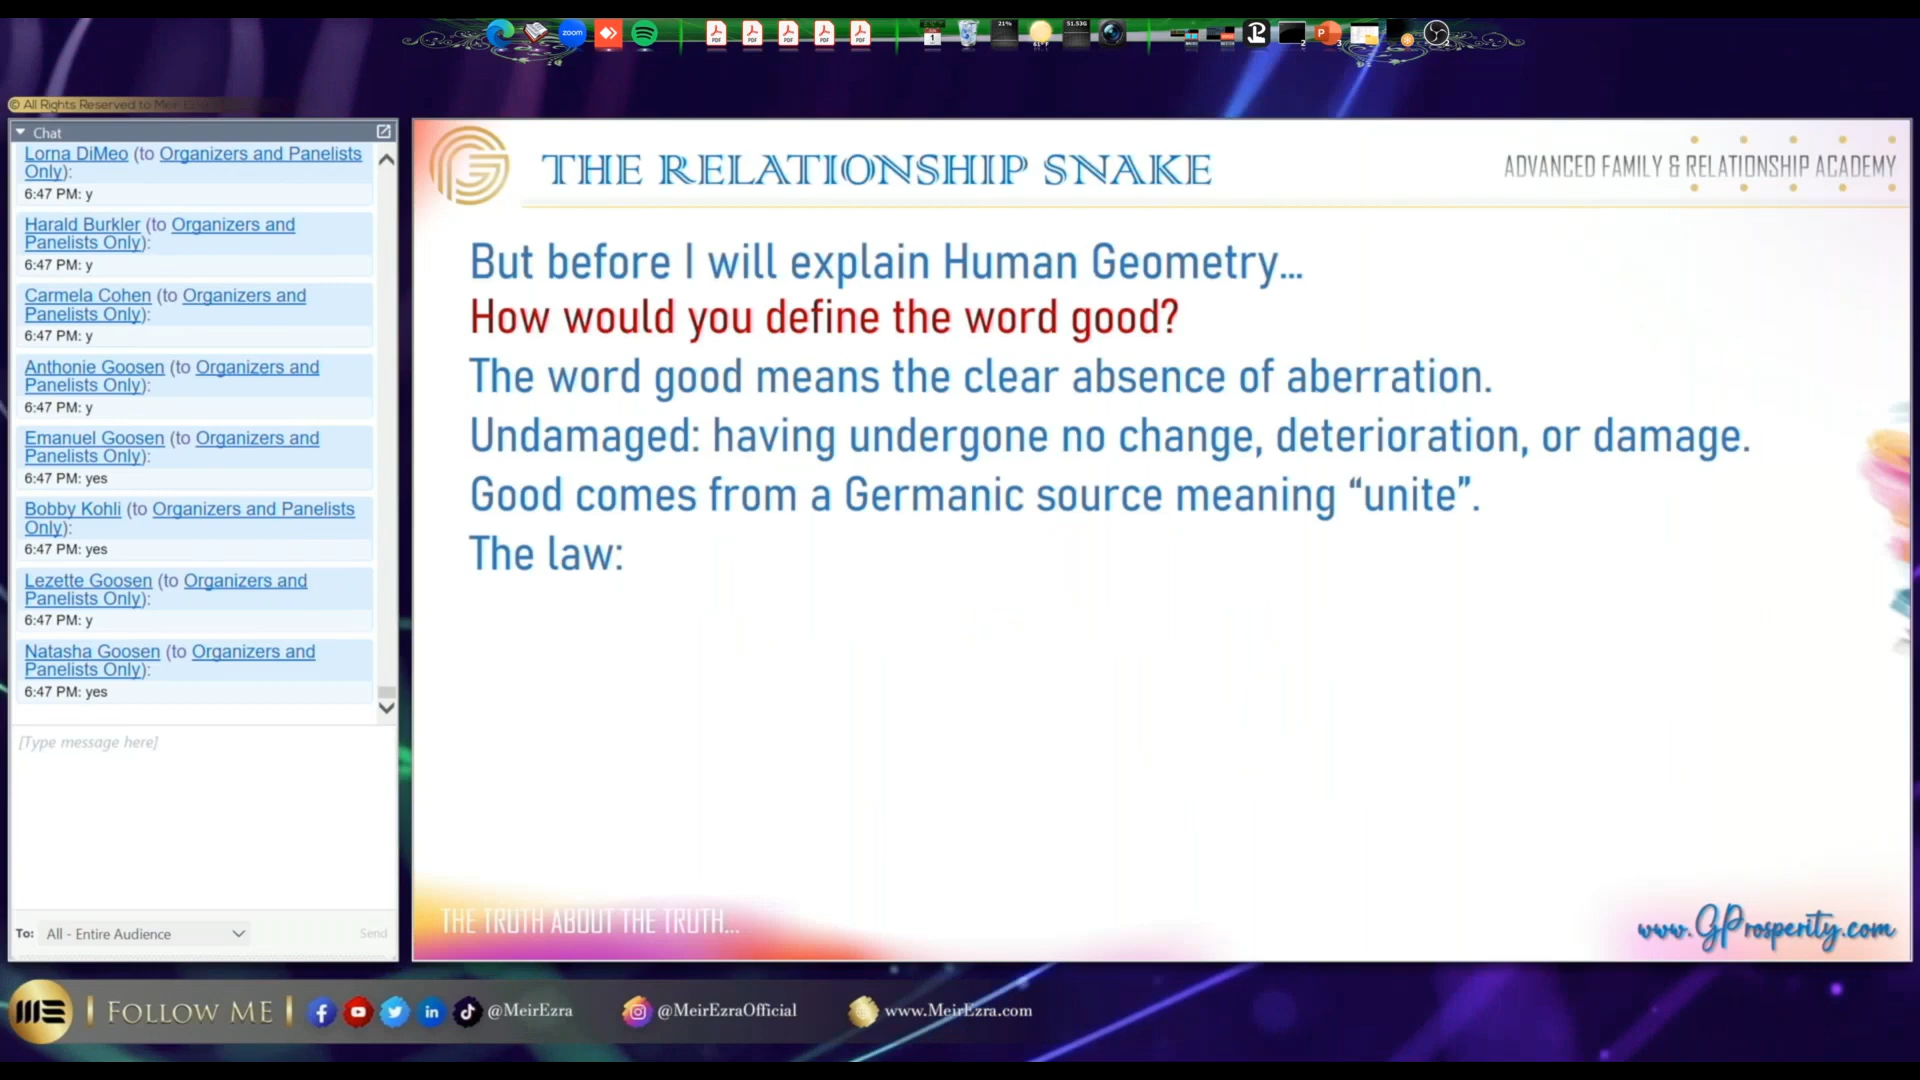 zoom
21%
51.53G
© All Rights Reserved to Meir Ezra
Chat
Lorna DiMeo (to Organizers and Panelists
Only):
6:47 PM: y
Harald Burkler (to Organizers and
Panelists Only):
6:47 PM: y
Carmela Cohen (to Organizers and
Panelists Only):
6:47 PM: y
Anthonie Goosen (to Organizers and
Panelists Only):
6:47 PM: y
Emanuel Goosen (to Organizers and
Panelists Only):
6:47 PM: yes
Bobby Kohli (to Organizers and Panelists
Only):
6:47 PM: yes
Lezette Goosen (to Organizers and
Panelists Only):
6:47 PM: y
Natasha Goosen (to Organizers and
Panelists Only):
6:47 PM: yes
[Type message here]
To: All - Entire Audience
Send
THE RELATIONSHIP SNAKE
ADVANCED FAMILY & RELATIONSHIP ACADEMY
But before I will explain Human Geometry...
How would you define the word good?
The word good means the clear absence of aberration.
Undamaged: having undergone no change, deterioration, or damage.
Good comes from a Germanic source meaning “unite”.
The law:
THE TRUTH ABOUT THE TRUTH...
www.GProsperity.com
FOLLOW ME
@MeirEzra
@MeirEzraOfficial
www.MeirEzra.com